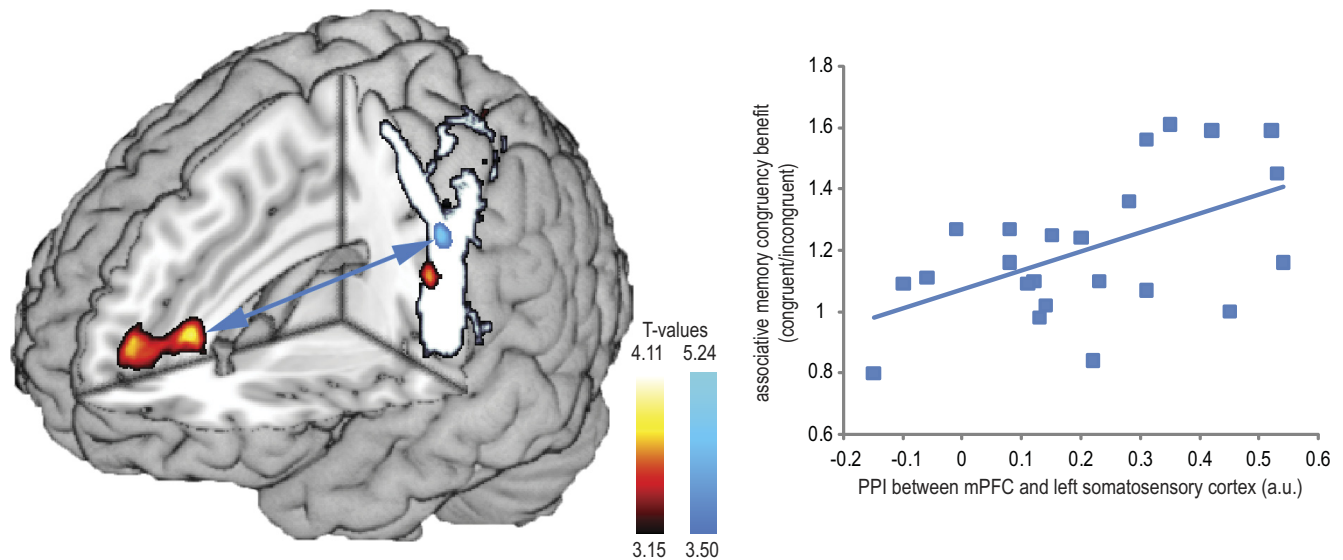 T-values
4.11 5.24
3.15 3.50
associative memory congruency benefit
(congruent/incongruent)
1.8
1.6
1.4
1.2
1
0.8
0.6
-0.2 -0.1 0 0.1 0.2 0.3 0.4 0.5 0.6
PPI between mPFC and left somatosensory cortex (a.u.)